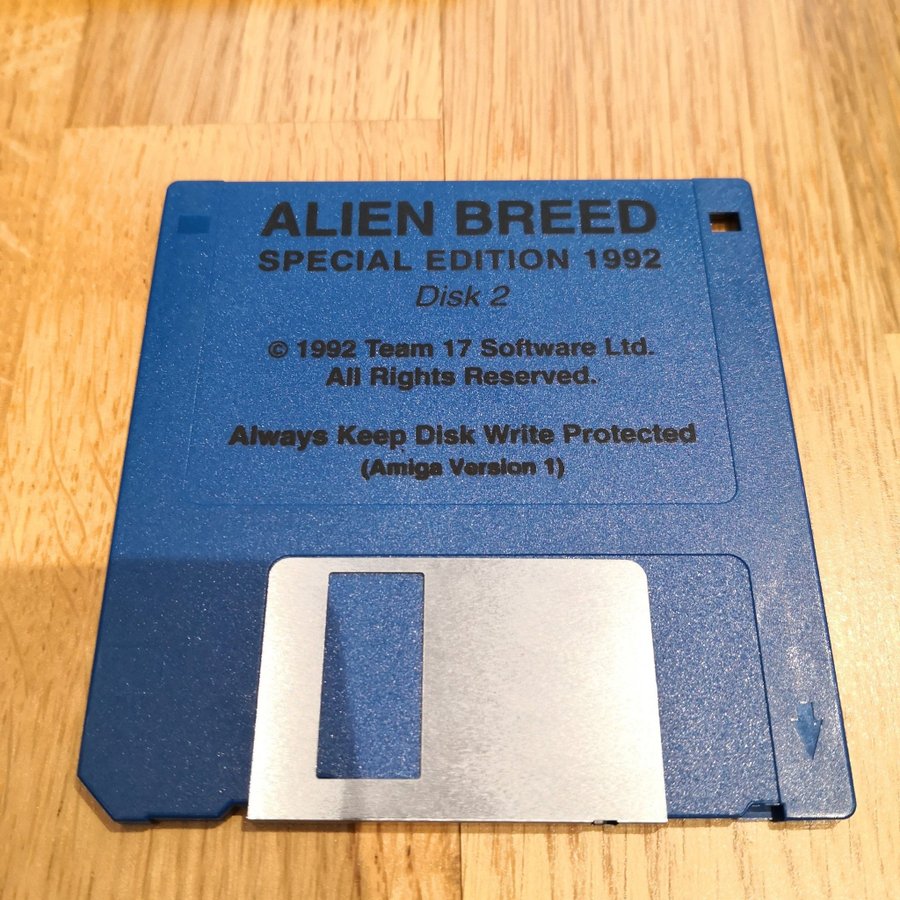 ALIEN BREED
SPECIAL EDITION 1992
Disk 2
© 1992 Team 17 Software Ltd.
All Rights Reserved.
Always Keep Disk Write Protected
(Amiga Version 1)